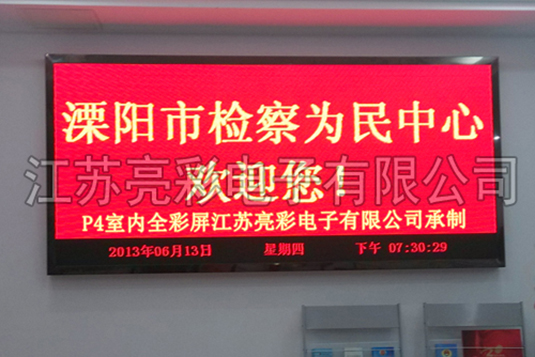 溧阳市检察为民中心
欢迎您！
江苏亮彩电子有限公司
P4室内全彩屏江苏亮彩电子有限公司承制
2013年06月13日 星期四 下午 07:30:29